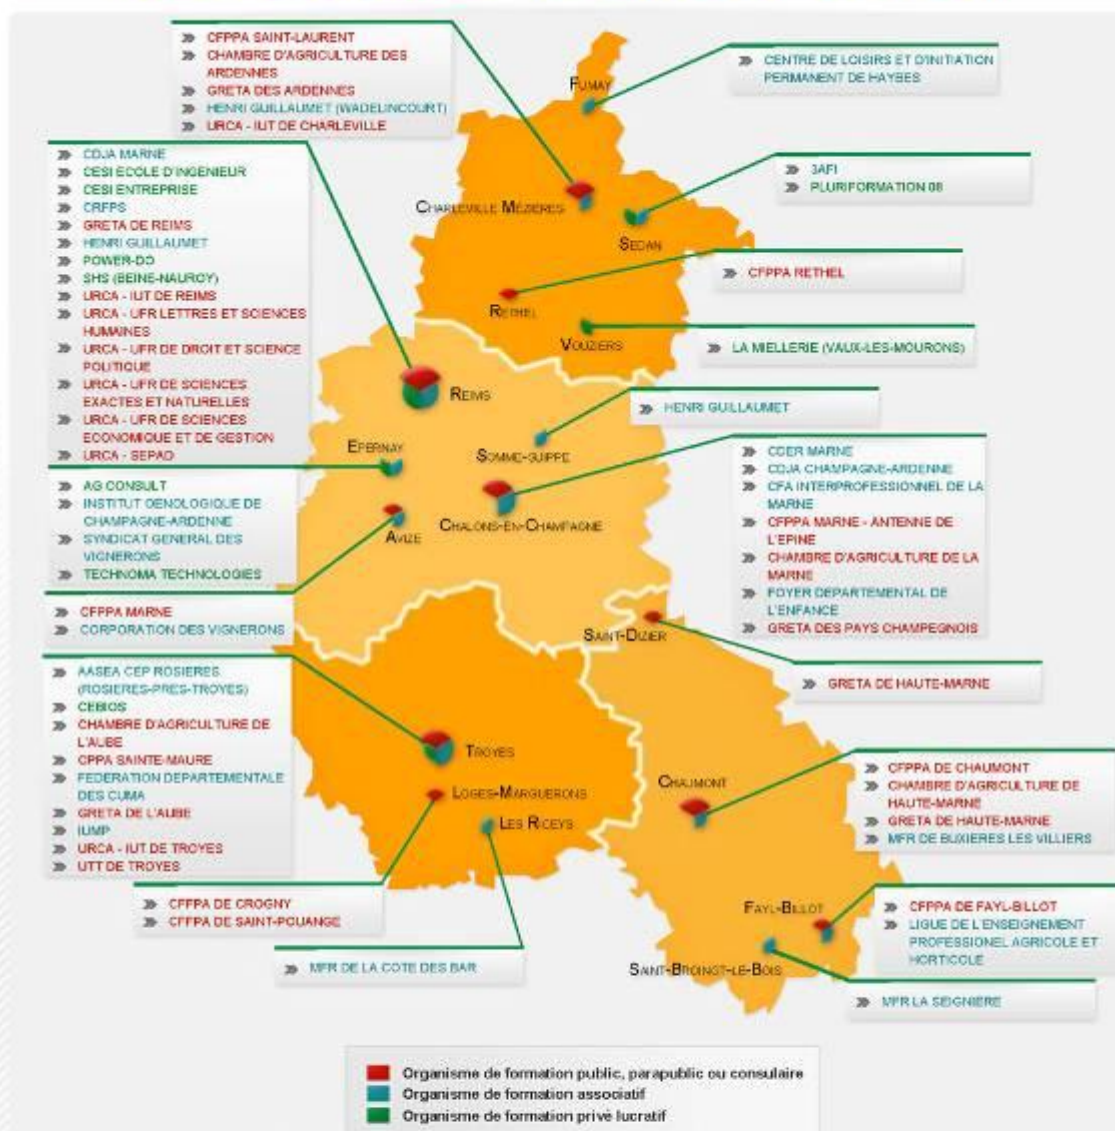 CFPPA SAINT-LAURENT
CHAMBRE D'AGRICULTURE DES
ARDENNES
GRETA DES ARDENNES
HENRI GUILLAUMET (WADELINCOURT)
URCA - IUT DE CHARLEVILLE
CENTRE DE LOISIRS ET D'INITIATION
PERMANENT DE HAYBES
FUMAY
CDJA MARNE
CESI ECOLE D'INGENIEUR
CESI ENTREPRISE
CRFPS
GRETA DE REIMS
HENRI GUILLAUMET
POWER-DO
SHS (BEINE-NAUROY)
URCA - IUT DE REIMS
URCA - UFR LETTRES ET SCIENCES
HUMAINES
URCA - UFR DE DROIT ET SCIENCE
POLITIQUE
URCA - UFR DE SCIENCES
EXACTES ET NATURELLES
URCA - UFR DE SCIENCES
ECONOMIQUE ET DE GESTION
URCA - SEPAD
3AFI
PLURIFORMATION 08
CHARLEVILLE MÉZIÈRES
SEDAN
CFPPA RETHEL
RETHEL
VOUZIERS
LA MIELLERIE (VAUX-LES-MOURONS)
REIMS
HENRI GUILLAUMET
EPERNAY
SOMME-SUIPPE
CHALONS-EN-CHAMPAGNE
AVIZE
CDER MARNE
CDJA CHAMPAGNE-ARDENNE
CFA INTERPROFESSIONNEL DE LA
MARNE
CFPPA MARNE - ANTENNE DE
L'EPINE
CHAMBRE D'AGRICULTURE DE LA
MARNE
FOYER DEPARTEMENTAL DE
L'ENFANCE
GRETA DES PAYS CHAMPEGNOIS
AG CONSULT
INSTITUT OENOLOGIQUE DE
CHAMPAGNE-ARDENNE
SYNDICAT GENERAL DES
VIGNERONS
TECHNOMA TECHNOLOGIES
CFPPA MARNE
CORPORATION DES VIGNERONS
SAINT-DIZIER
GRETA DE HAUTE-MARNE
AASEA CEP ROSIERES
(ROSIERES-PRES-TROYES)
CEBIOS
CHAMBRE D'AGRICULTURE DE
L'AUBE
CPPA SAINTE-MAURE
FEDERATION DEPARTEMENTALE
DES CUMA
GRETA DE L'AUBE
IUMP
URCA - IUT DE TROYES
UTT DE TROYES
TROYES
LOGES-MARGUERONS
LES RICEYS
CHAUMONT
CFPPA DE CHAUMONT
CHAMBRE D'AGRICULTURE DE
HAUTE-MARNE
GRETA DE HAUTE-MARNE
MFR DE BUXIERES LES VILLIERS
CFFPA DE CROGNY
CFFPA DE SAINT-POUANGE
MFR DE LA COTE DES BAR
FAYL-BILLOT
CFPPA DE FAYL-BILLOT
LIGUE DE L'ENSEIGNEMENT
PROFESSIONEL AGRICOLE ET
HORTICOLE
SAINT-BROINGT-LE-BOIS
MFR LA SEIGNIERE
Organisme de formation public, parapublic ou consulaire
Organisme de formation associatif
Organisme de formation privé lucratif